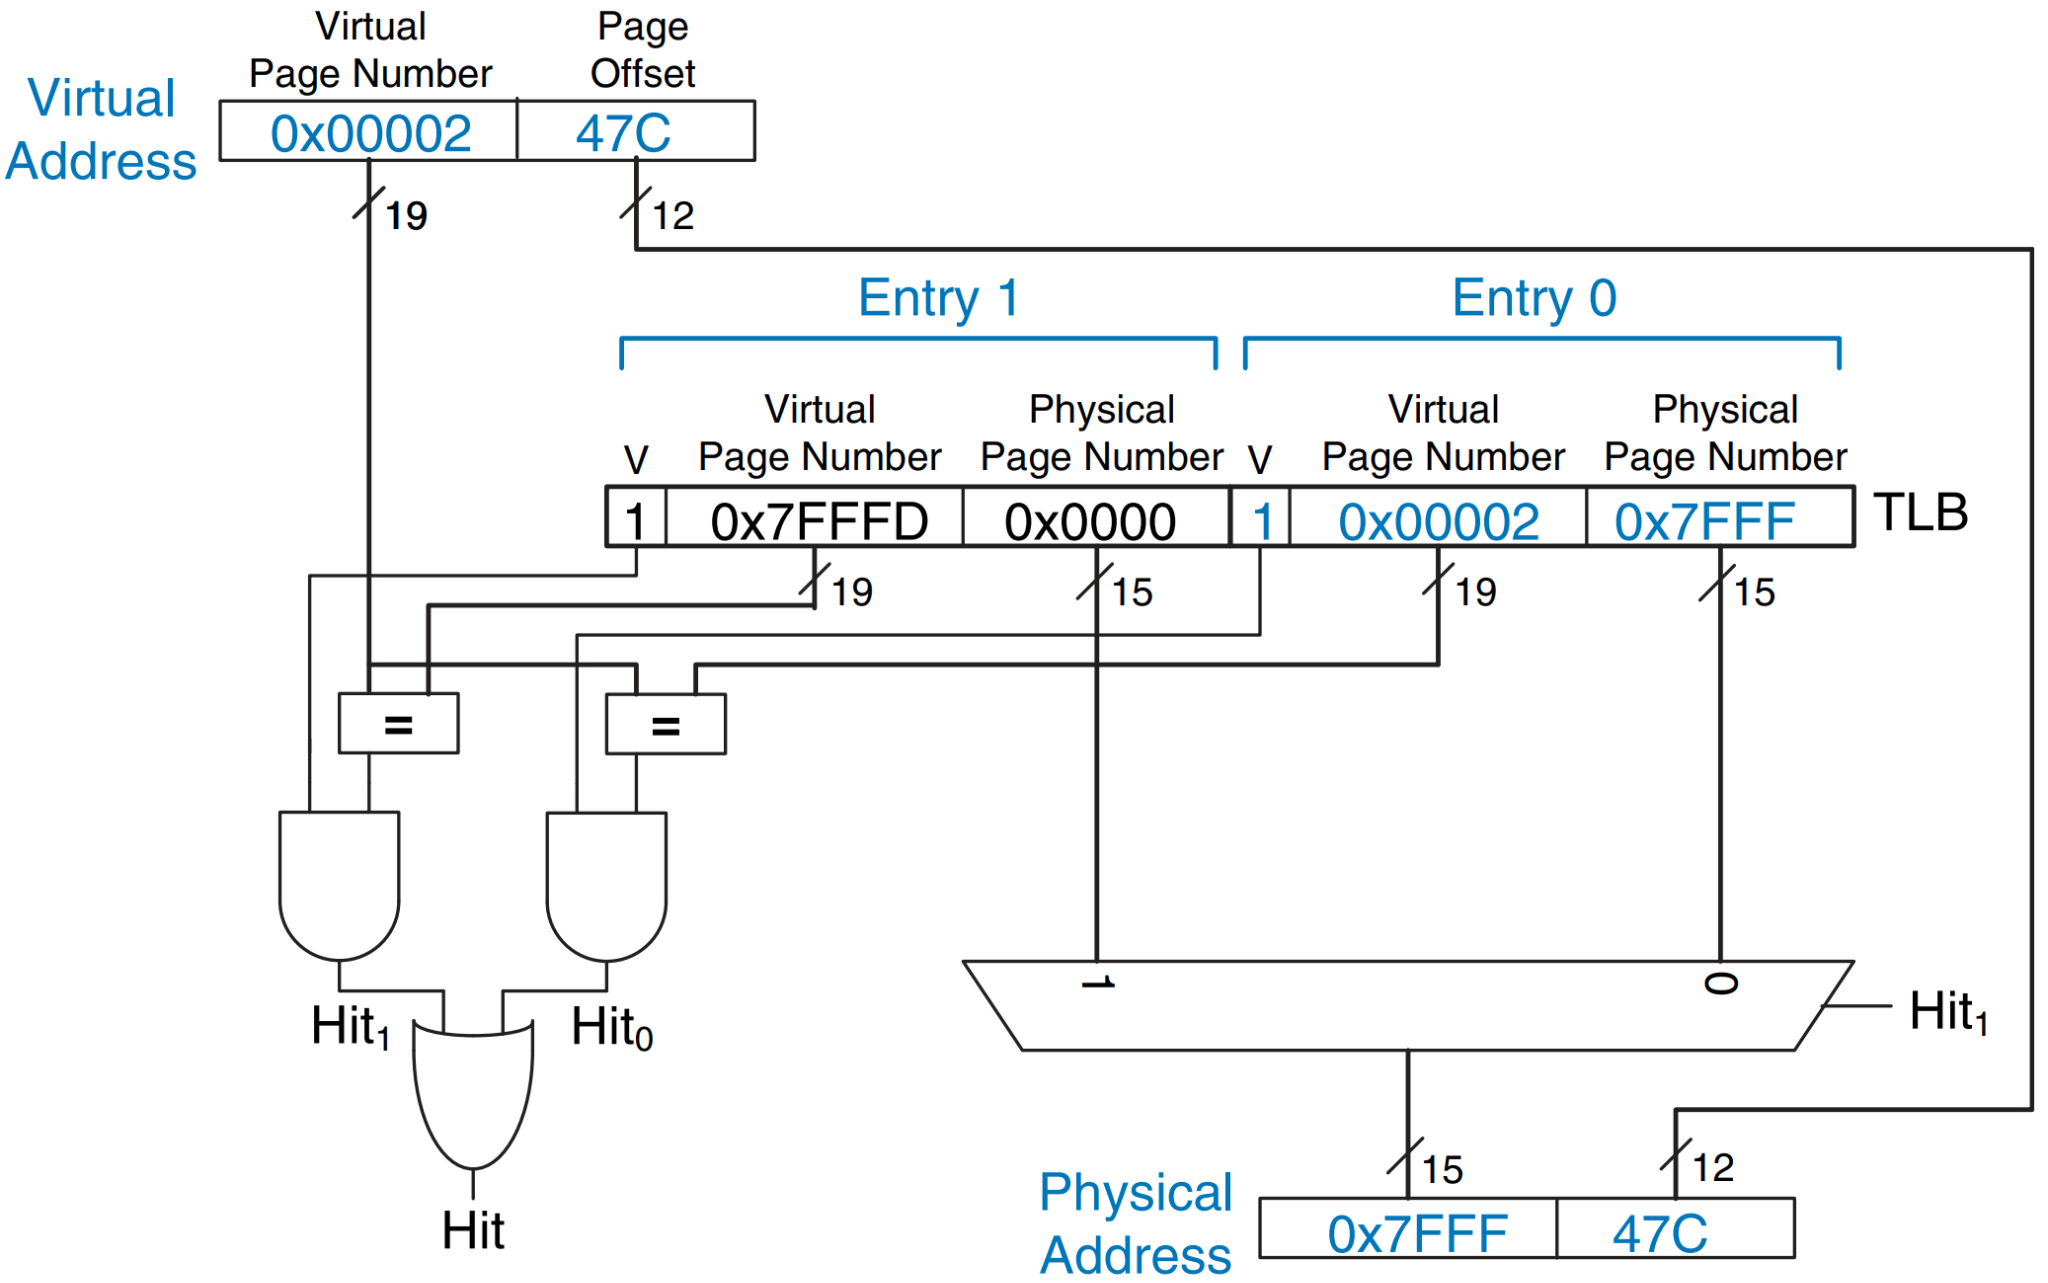 Virtual
Page Number
Page
Offset
Virtual
Address
0x00002
47C
19
12
Entry 1
Entry 0
V
Virtual
Page Number
Physical
Page Number
V
Virtual
Page Number
Physical
Page Number
1
0x7FFFD
0x0000
1
0x00002
0x7FFF
TLB
19
15
19
15
=
=
1
0
Hit1
Hit0
Hit1
Hit
15
12
Physical
Address
0x7FFF
47C